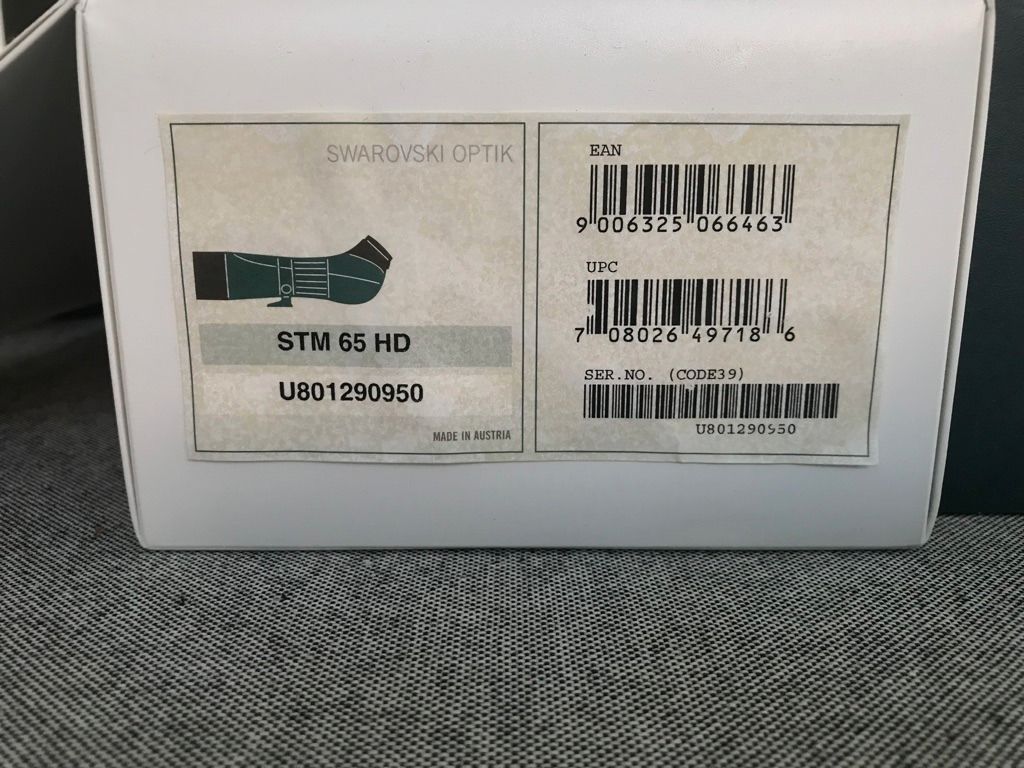 SWAROVSKI OPTIK
STM 65 HD
U801290950
MADE IN AUSTRIA
EAN
9 006325 066463
UPC
7 08026 49718 6
SER.NO. (CODE39)
U801290950